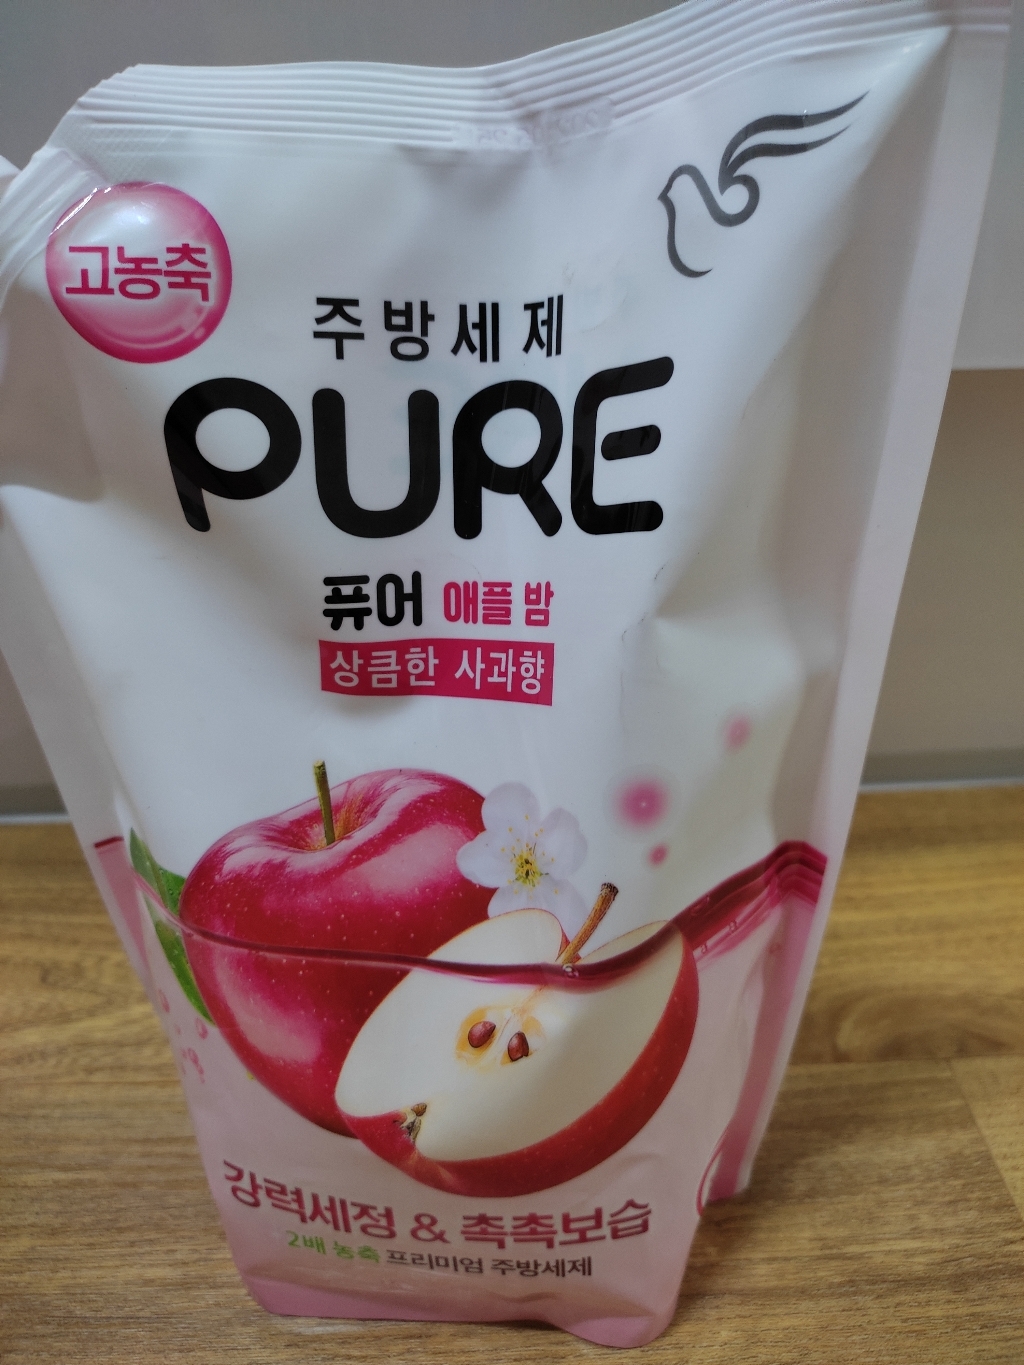 고농축
주방세제
PURE
퓨어 애플 밤
상큼한 사과향
강력세정 & 촉촉보습
2배 농축 프리미엄 주방세제